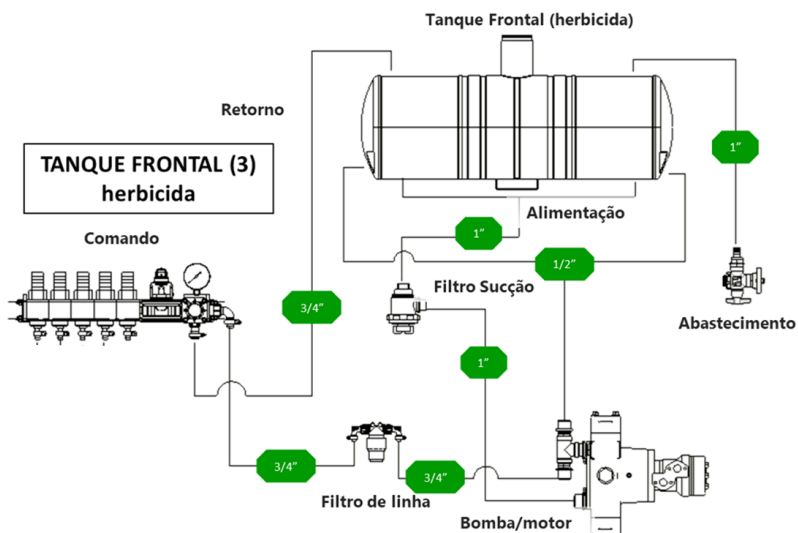 Tanque Frontal (herbicida)
Retorno
TANQUE FRONTAL (3)
herbicida
1”
Comando
Alimentação
1”
1/2”
Filtro Sucção
3/4”
Abastecimento
1”
3/4”
3/4”
Filtro de linha
Bomba/motor